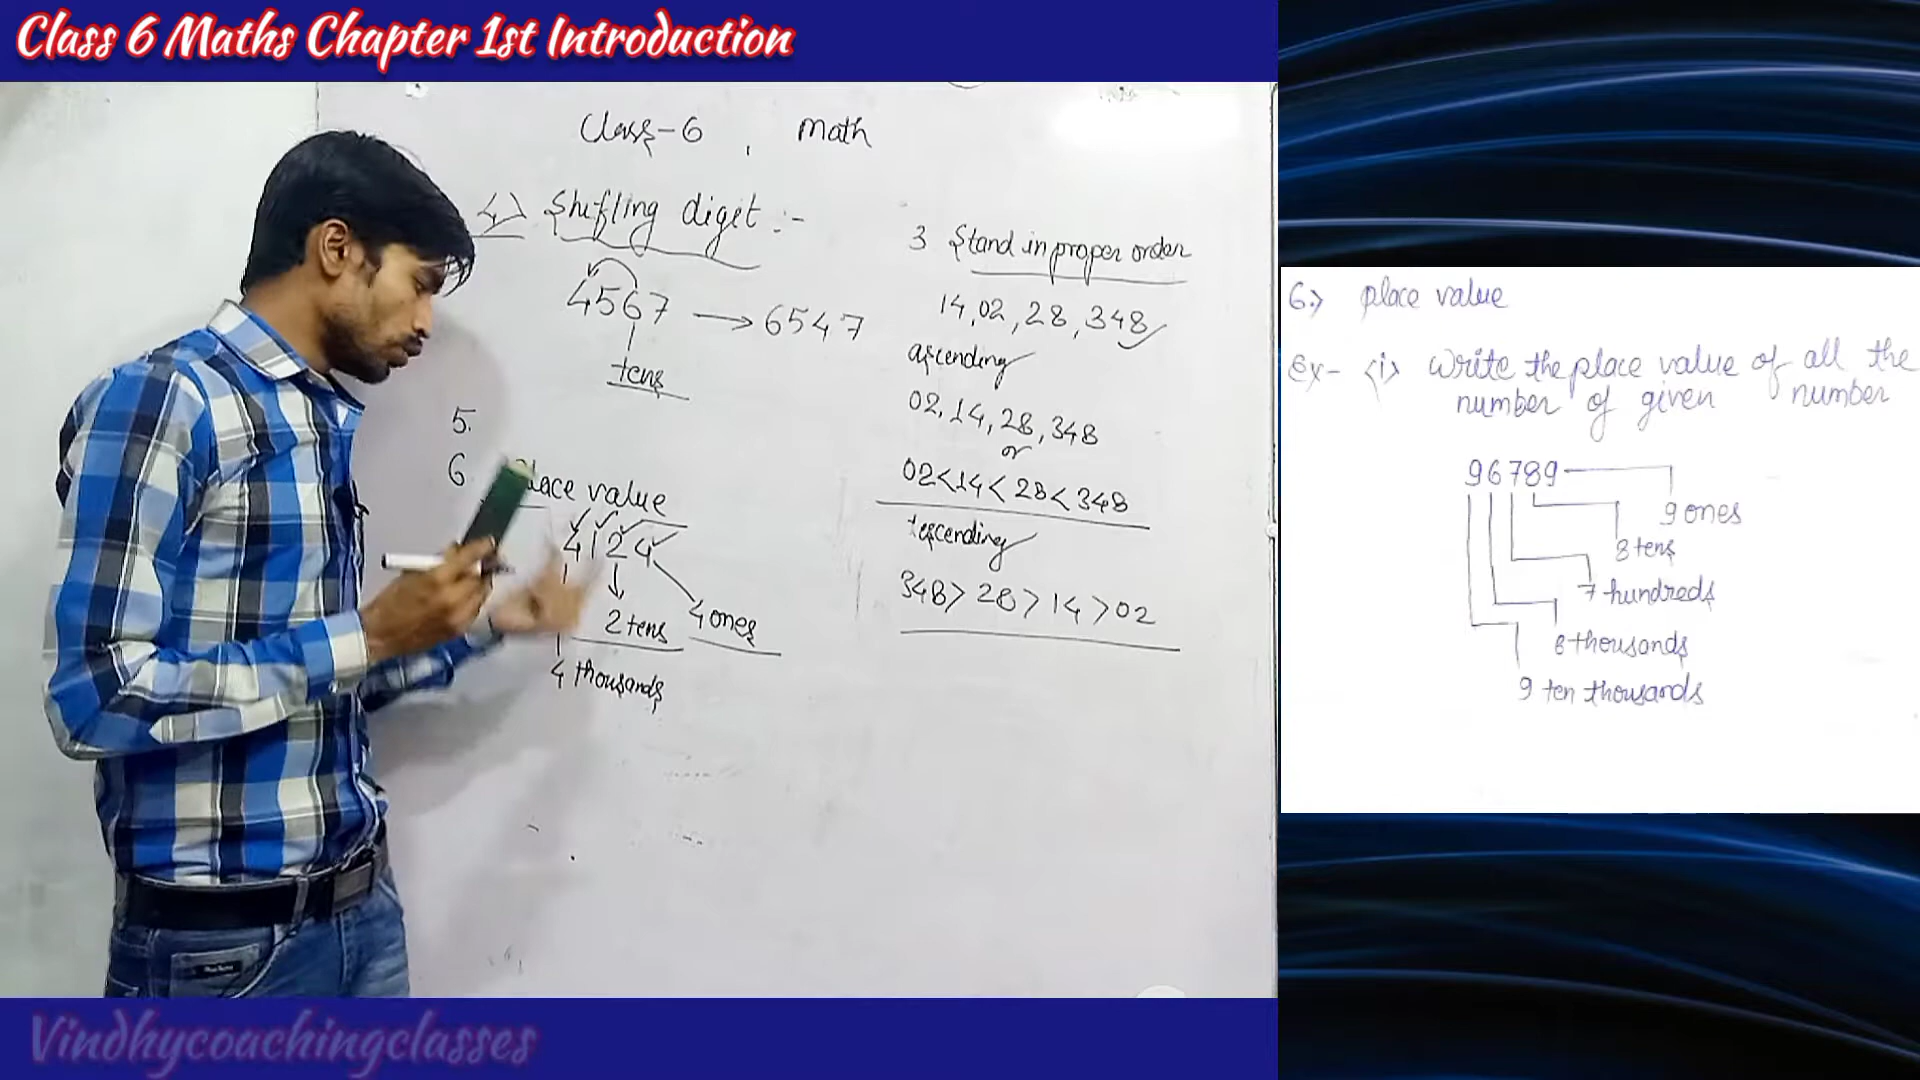 Class 6 Maths Chapter 1st Introduction
Class-6 , Math
4> Shifling digit :-
4567 → 6547
tens
5.
6 Place value
4124
2 tens
4 ones
4 thousands
3 Stand in proper order
14, 02, 28, 348
ascending
02, 14, 28, 348
or
02<14<28<348
descending
348> 28> 14 >02
6.> place value
Ex- <i> Write the place value of all the
number of given number
96789
9 ones
8 tens
7 hundreds
6 thousands
9 ten thousands
Vindhycoachingclasses